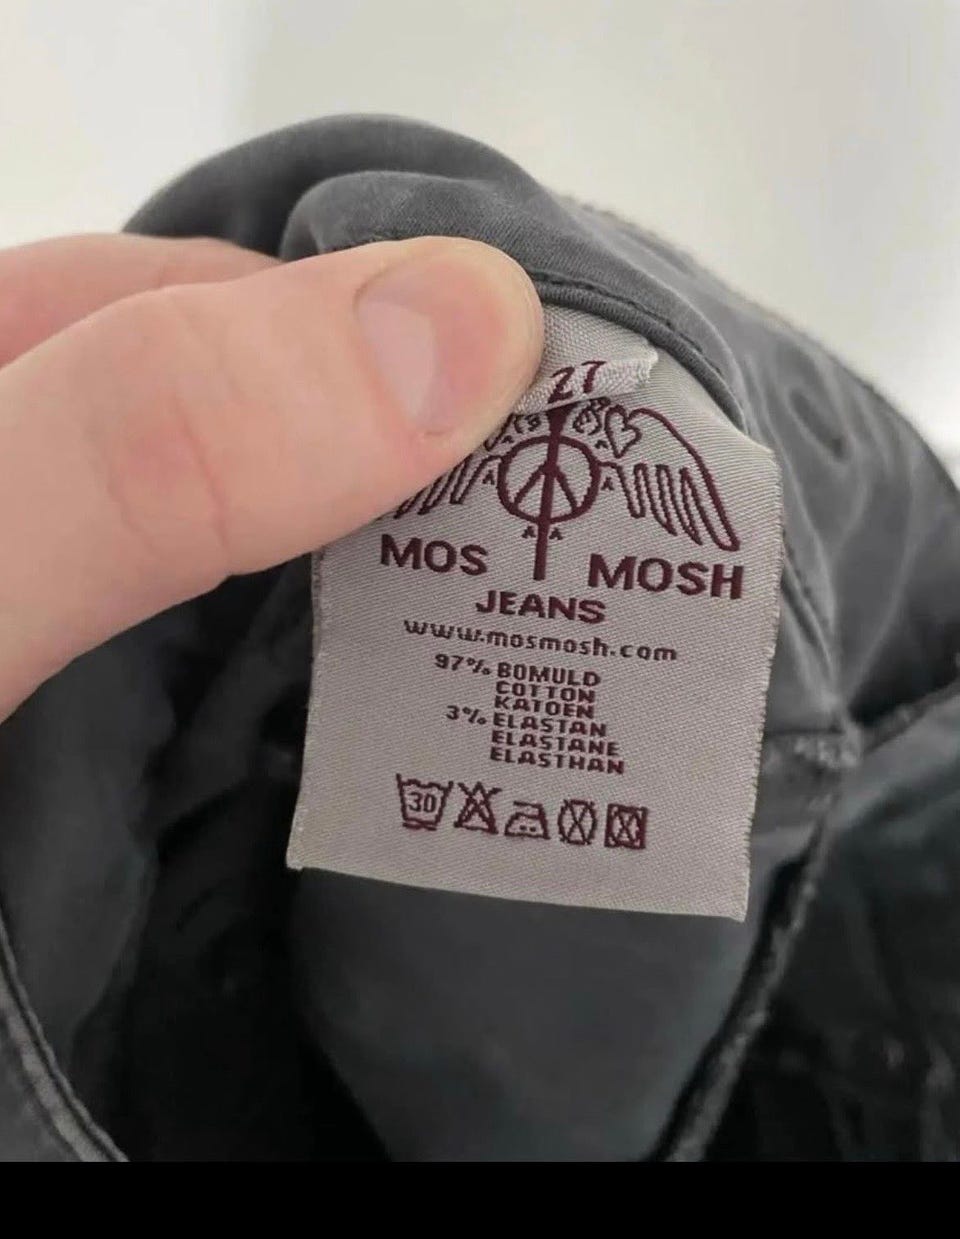 27
MOS MOSH
JEANS
www.mosmosh.com
97% BOMULD
COTTON
KATOEN
3% ELASTAN
ELASTANE
ELASTHAN
30